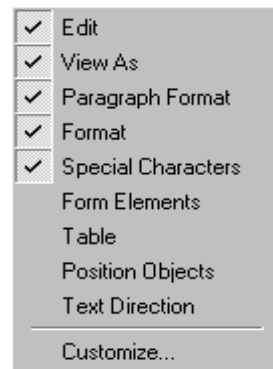 Edit
View As
Paragraph Format
Format
Special Characters
Form Elements
Table
Position Objects
Text Direction
Customize...